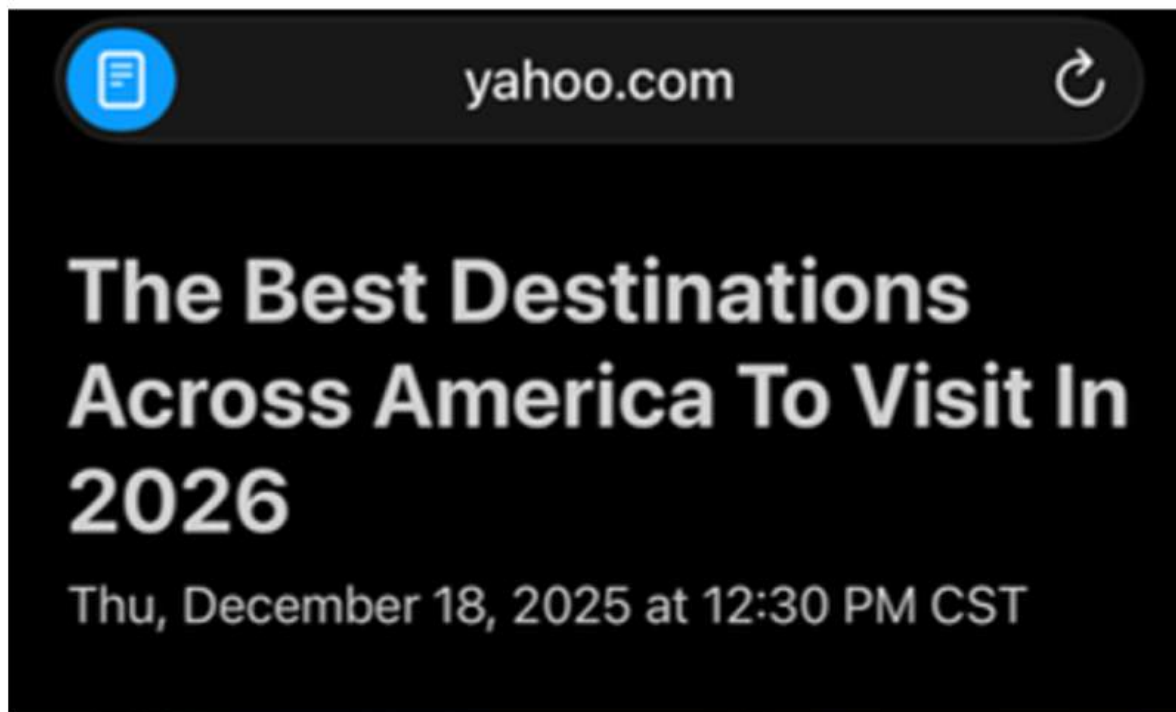 yahoo.com
The Best Destinations
Across America To Visit In
2026
Thu, December 18, 2025 at 12:30 PM CST